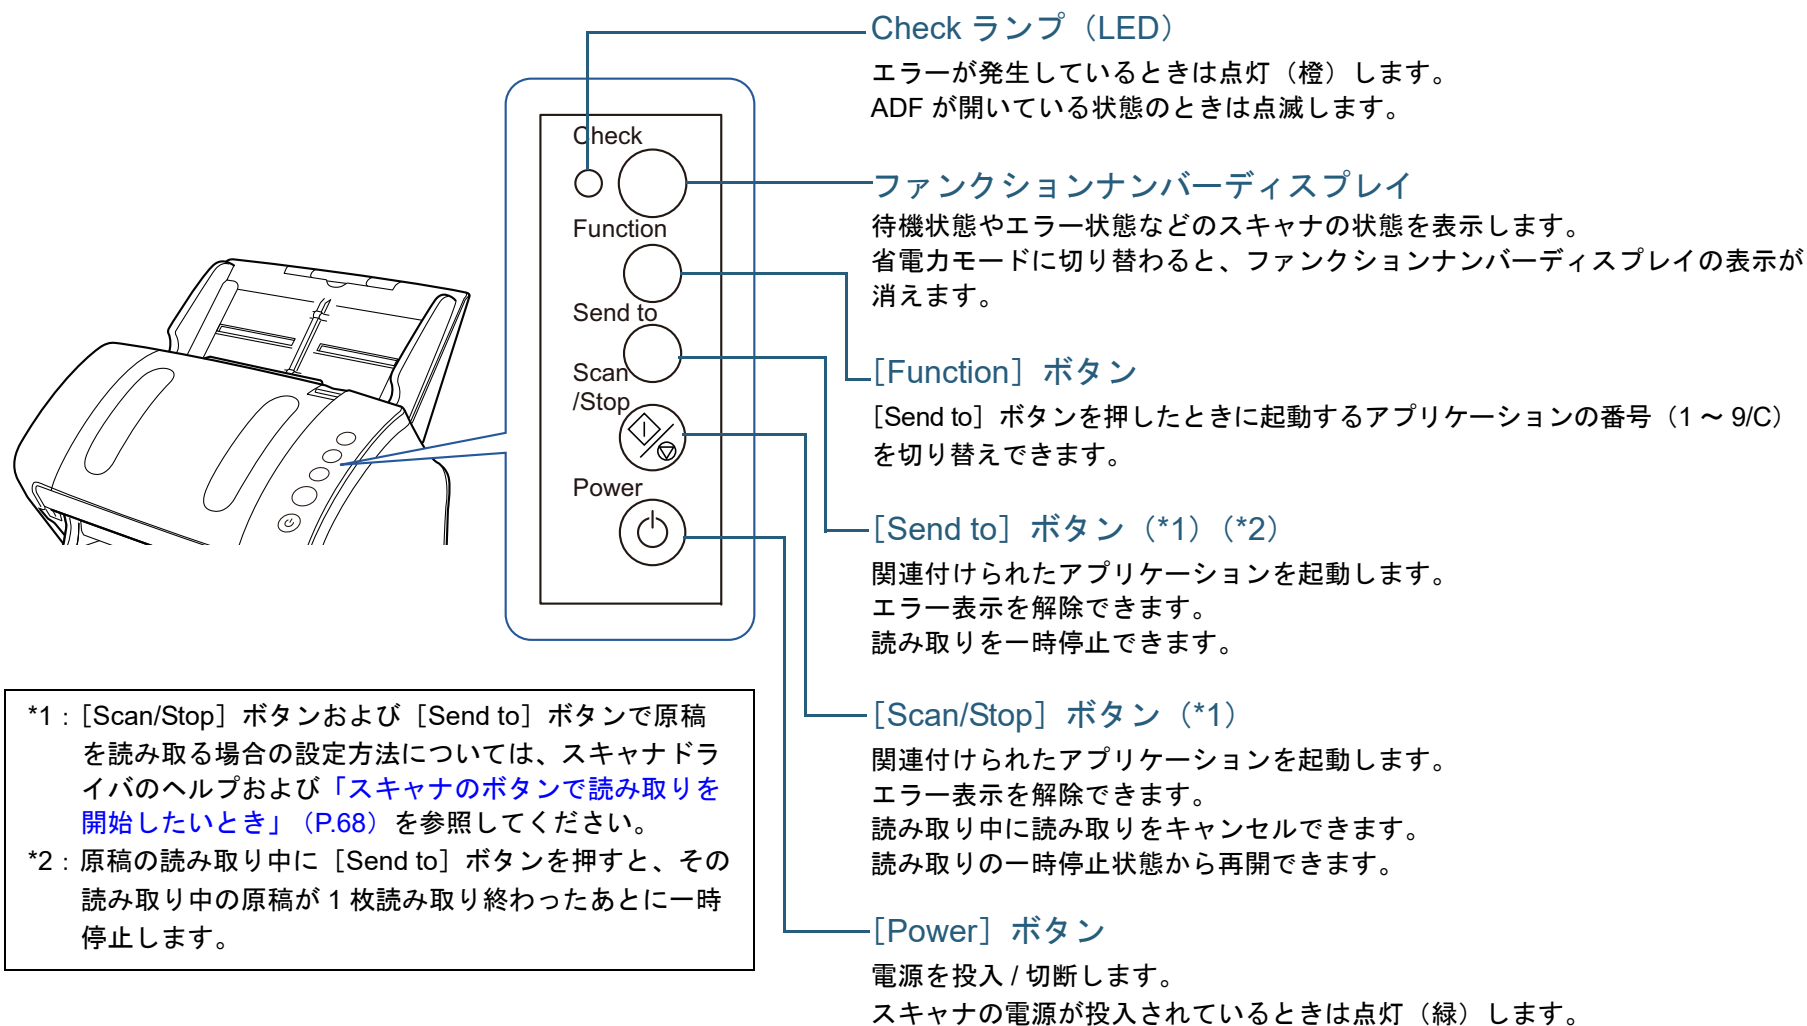 Check ランプ（LED）
エラーが発生しているときは点灯（橙）します。
ADF が開いている状態のときは点滅します。
Check
Function
Send to
Scan
/Stop
Power
ファンクションナンバーディスプレイ
待機状態やエラー状態などのスキャナの状態を表示します。
省電力モードに切り替わると、ファンクションナンバーディスプレイの表示が
消えます。
［Function］ボタン
［Send to］ボタンを押したときに起動するアプリケーションの番号（1 ～ 9/C）
を切り替えできます。
［Send to］ボタン（*1）（*2）
関連付けられたアプリケーションを起動します。
エラー表示を解除できます。
読み取りを一時停止できます。
［Scan/Stop］ボタン（*1）
関連付けられたアプリケーションを起動します。
エラー表示を解除できます。
読み取り中に読み取りをキャンセルできます。
読み取りの一時停止状態から再開できます。
［Power］ボタン
電源を投入 / 切断します。
スキャナの電源が投入されているときは点灯（緑）します。
*1：［Scan/Stop］ボタンおよび［Send to］ボタンで原稿
を読み取る場合の設定方法については、スキャナドラ
イバのヘルプおよび「スキャナのボタンで読み取りを
開始したいとき」（P.68）を参照してください。
*2：原稿の読み取り中に［Send to］ボタンを押すと、その
読み取り中の原稿が 1 枚読み取り終わったあとに一時
停止します。